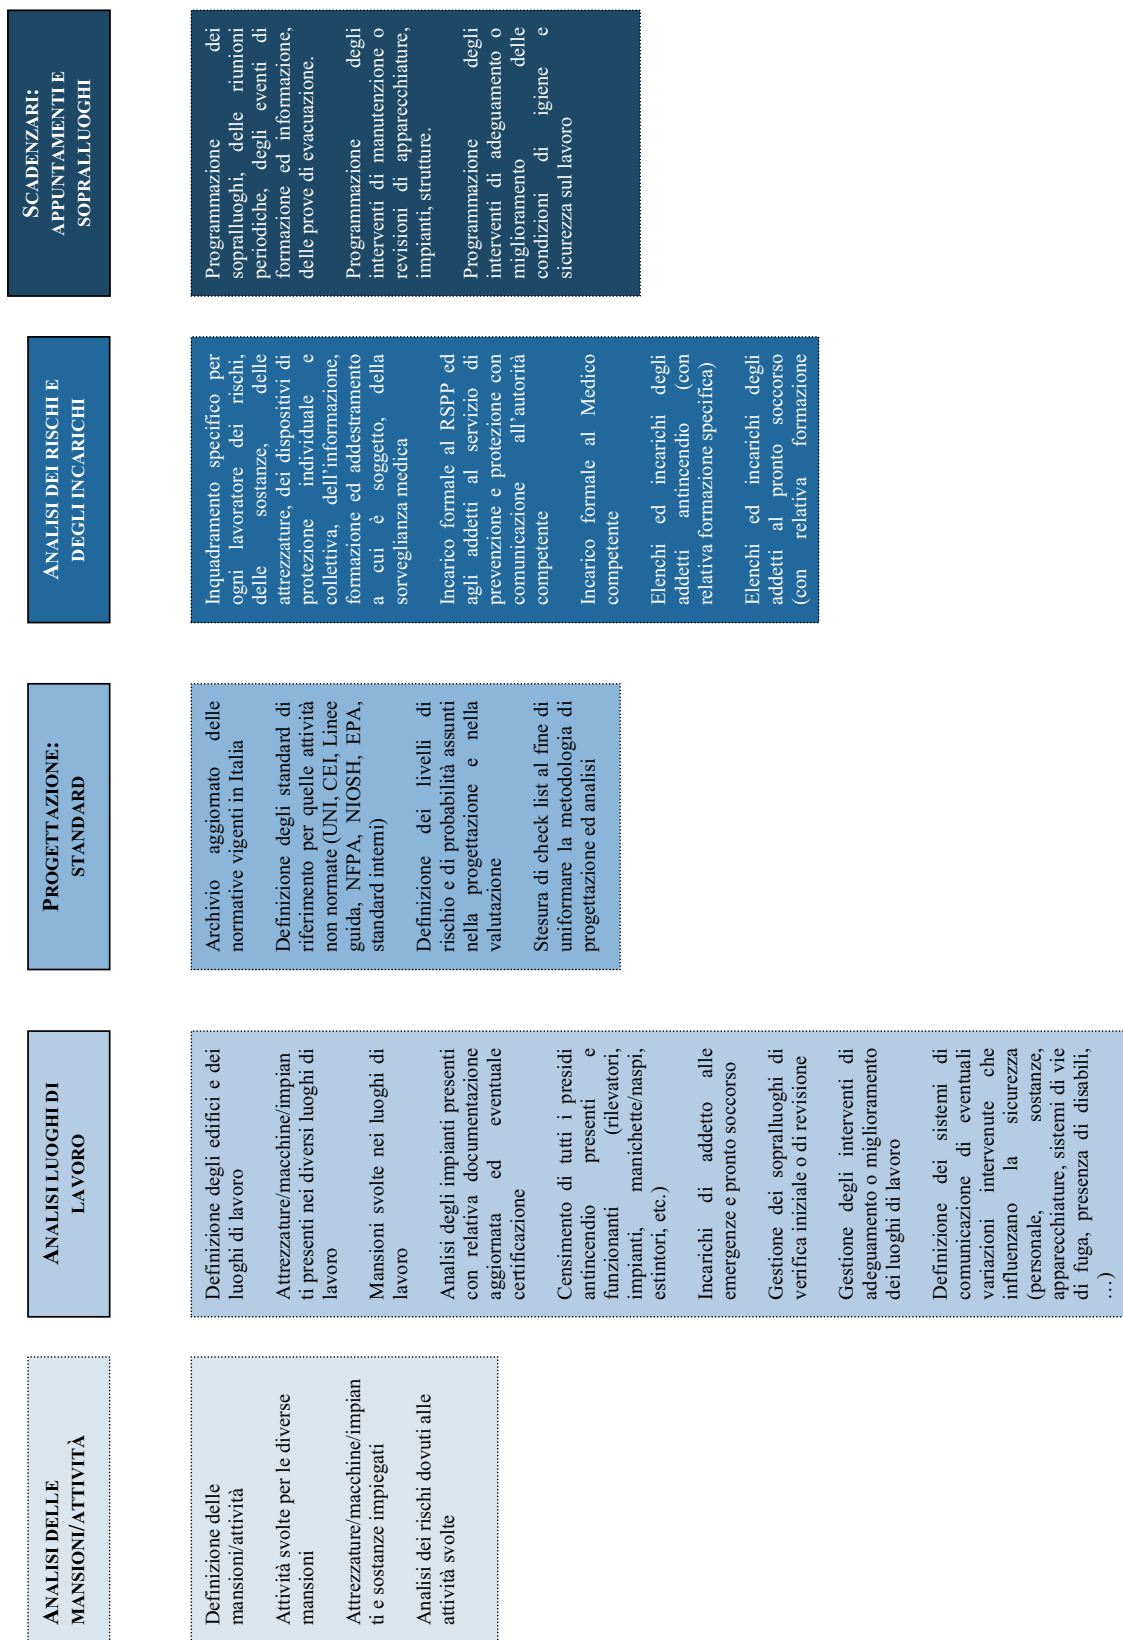 ANALISI DELLE
MANSIONI/ATTIVITÀ
Definizione delle
mansioni/attività
Attività svolte per le diverse
mansioni
Attrezzature/macchine/impian
ti e sostanze impiegati
Analisi dei rischi dovuti alle
attività svolte
ANALISI LUOGHI DI
LAVORO
Definizione degli edifici e dei
luoghi di lavoro
Attrezzature/macchine/impian
ti presenti nei diversi luoghi di
lavoro
Mansioni svolte nei luoghi di
lavoro
Analisi degli impianti presenti
con relativa documentazione
aggiornata ed eventuale
certificazione
Censimento di tutti i presidi
antincendio presenti e
funzionanti (rilevatori,
impianti, manichette/naspi,
estintori, etc.)
Incarichi di addetto alle
emergenze e pronto soccorso
Gestione dei sopralluoghi di
verifica iniziale o di revisione
Gestione degli interventi di
adeguamento o miglioramento
dei luoghi di lavoro
Definizione dei sistemi di
comunicazione di eventuali
variazioni intervenute che
influenzano la sicurezza
(personale, sostanze,
apparecchiature, sistemi di vie
di fuga, presenza di disabili,
…)
PROGETTAZIONE:
STANDARD
Archivio aggiornato delle
normative vigenti in Italia
Definizione degli standard di
riferimento per quelle attività
non normate (UNI, CEI, Linee
guida, NFPA, NIOSH, EPA,
standard interni)
Definizione dei livelli di
rischio e di probabilità assunti
nella progettazione e nella
valutazione
Stesura di check list al fine di
uniformare la metodologia di
progettazione ed analisi
ANALISI DEI RISCHI E
DEGLI INCARICHI
Inquadramento specifico per
ogni lavoratore dei rischi,
delle sostanze, delle
attrezzature, dei dispositivi di
protezione individuale e
collettiva, dell'informazione,
formazione ed addestramento
a cui è soggetto, della
sorveglianza medica
Incarico formale al RSPP ed
agli addetti al servizio di
prevenzione e protezione con
comunicazione all'autorità
competente
Incarico formale al Medico
competente
Elenchi ed incarichi degli
addetti antincendio (con
relativa formazione specifica)
Elenchi ed incarichi degli
addetti al pronto soccorso
(con relativa formazione
SCADENZARI:
APPUNTAMENTI E
SOPRALLUOGHI
Programmazione dei
sopralluoghi, delle riunioni
periodiche, degli eventi di
formazione ed informazione,
delle prove di evacuazione.
Programmazione degli
interventi di manutenzione o
revisioni di apparecchiature,
impianti, strutture.
Programmazione degli
interventi di adeguamento o
miglioramento delle
condizioni di igiene e
sicurezza sul lavoro